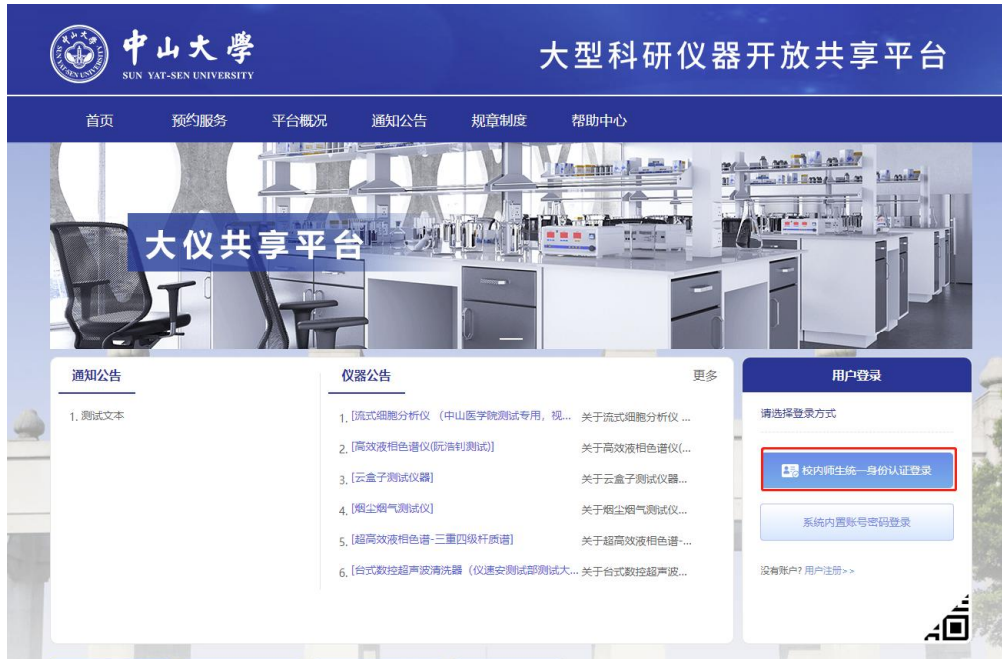 中山大學
SUN YAT-SEN UNIVERSITY
大型科研仪器开放共享平台
首页 预约服务 平台概况 通知公告 规章制度 帮助中心
大仪共享平台
通知公告
1. 测试文本
仪器公告 更多
1. [流式细胞分析仪 （中山医学院测试专用，视... 关于流式细胞分析仪 ...
2. [高效液相色谱仪(阮浩钊测试)] 关于高效液相色谱仪(...
3. [云盒子测试仪器] 关于云盒子测试仪器...
4. [烟尘烟气测试仪] 关于烟尘烟气测试仪...
5. [超高效液相色谱-三重四级杆质谱] 关于超高效液相色谱-...
6. [台式数控超声波清洗器（仪速安测试部测试大... 关于台式数控超声波...
用户登录
请选择登录方式
校内师生统一身份认证登录
系统内置账号密码登录
没有账户? 用户注册>>